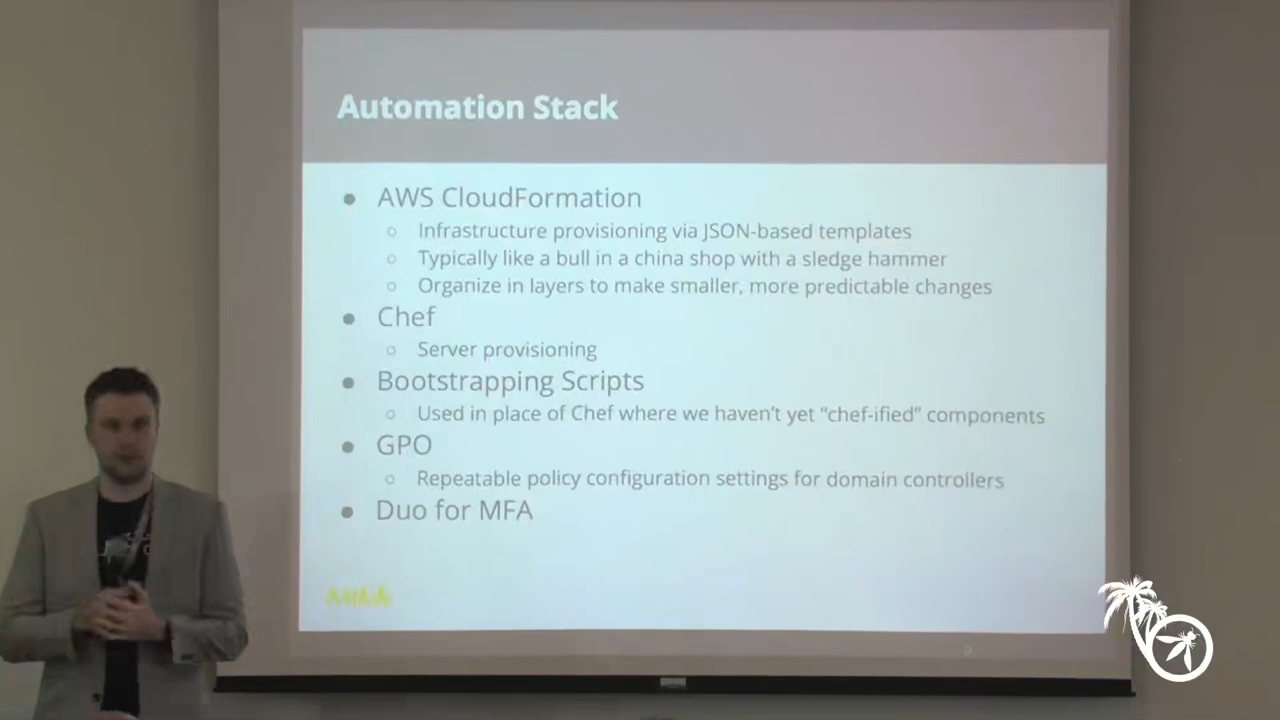 Automation Stack
● AWS CloudFormation
○ Infrastructure provisioning via JSON-based templates
○ Typically like a bull in a china shop with a sledge hammer
○ Organize in layers to make smaller, more predictable changes
● Chef
○ Server provisioning
● Bootstrapping Scripts
○ Used in place of Chef where we haven't yet “chef-ified” components
○ GPO
○ Repeatable policy configuration settings for domain controllers
● Duo for MFA